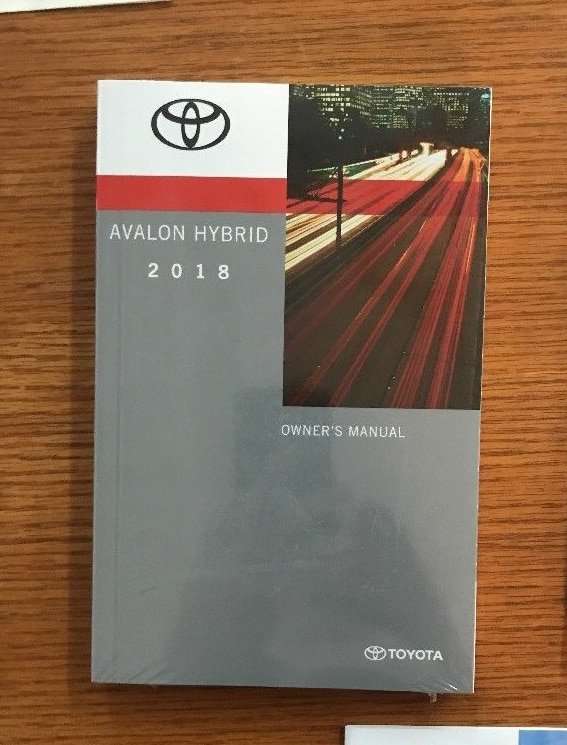 AVALON HYBRID
2018
OWNER'S MANUAL
TOYOTA